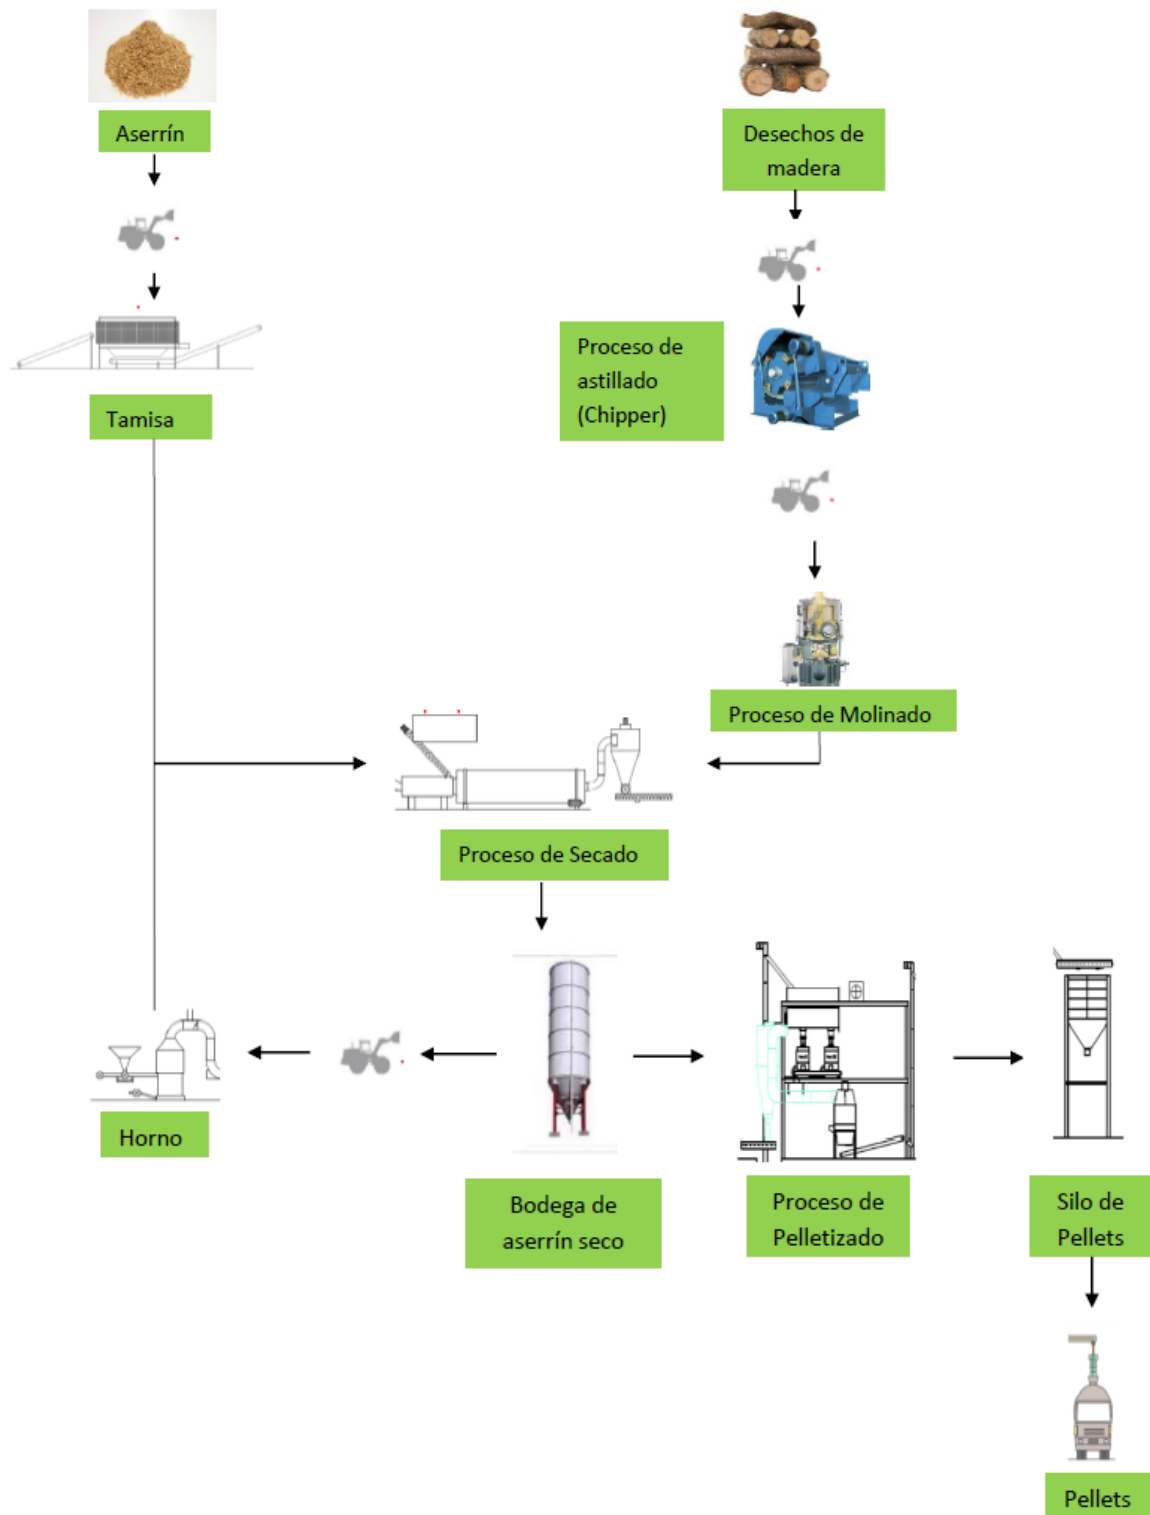 Aserrín
Desechos de
madera
Proceso de
astillado
(Chipper)
Tamisa
Proceso de Molinado
Proceso de Secado
Horno
Bodega de
aserrín seco
Proceso de
Pelletizado
Silo de
Pellets
Pellets